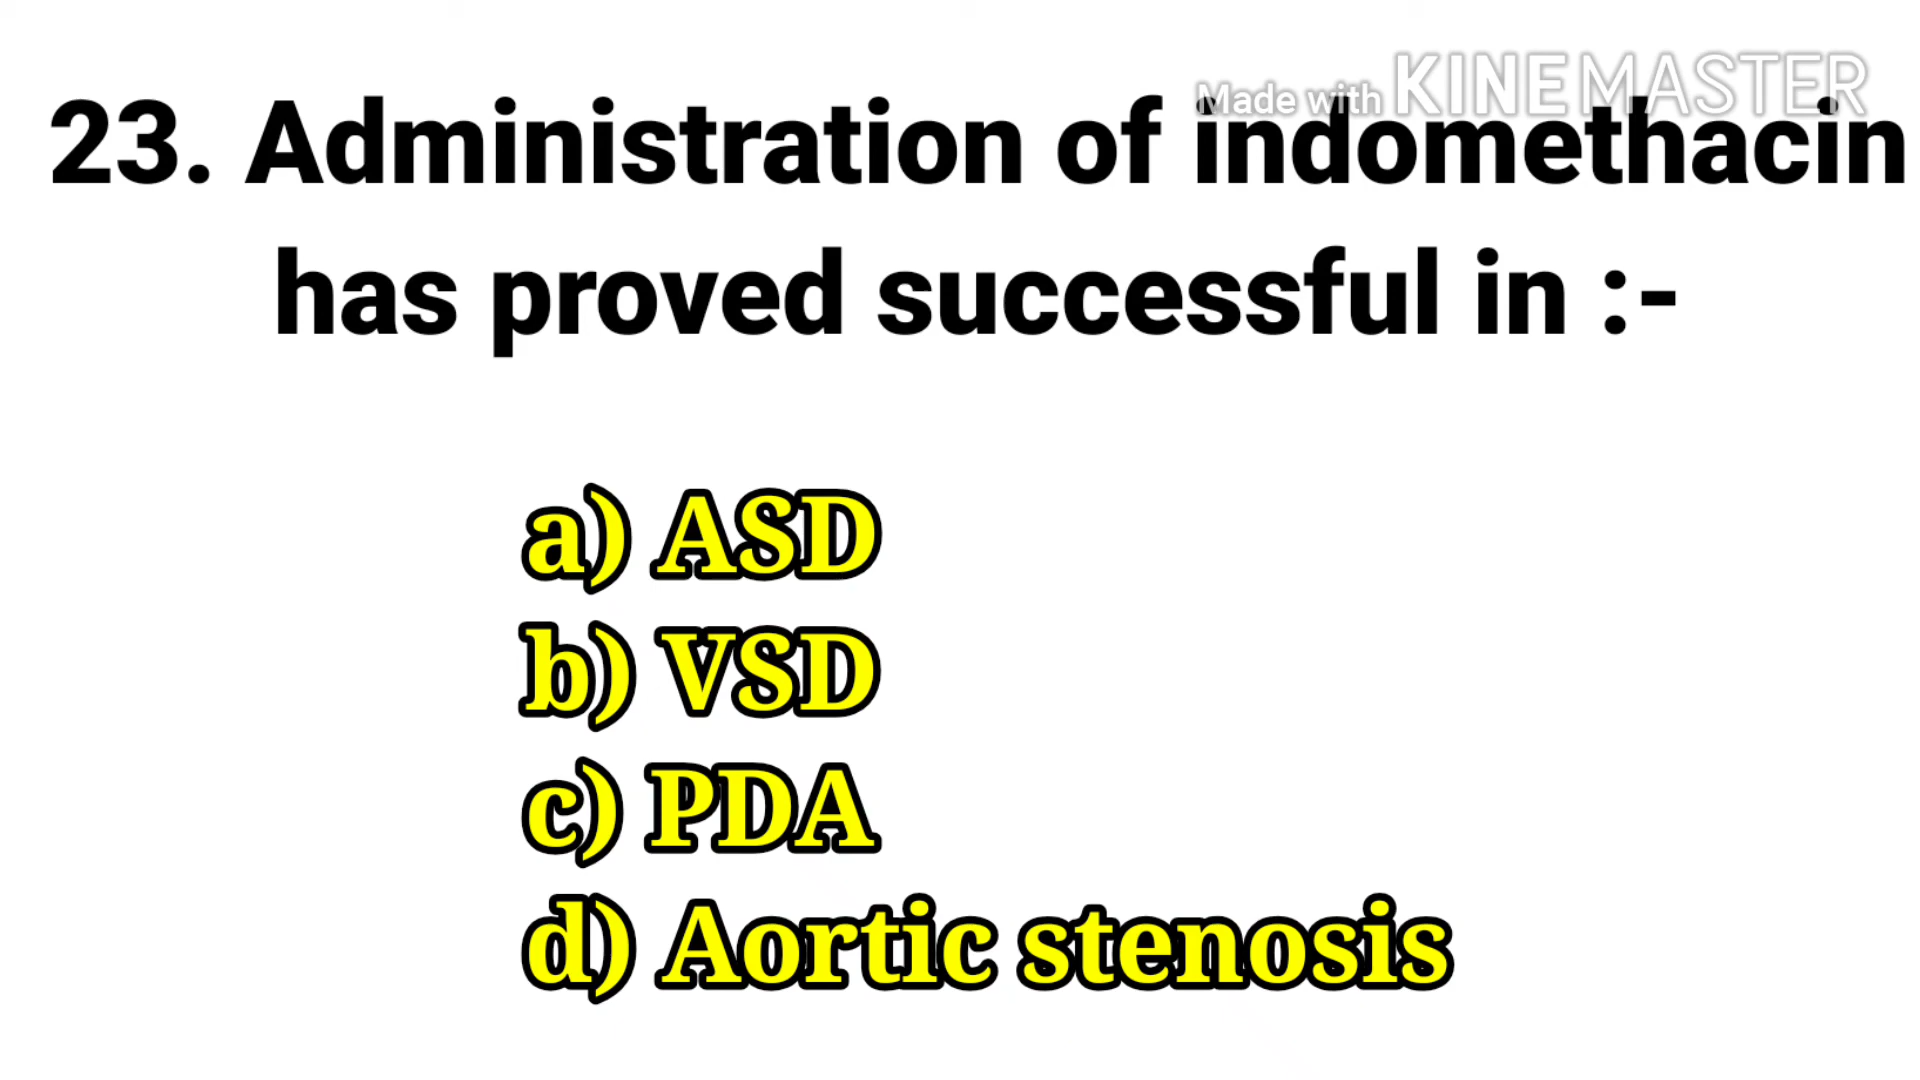 Made with KINEMASTER
23. Administration of indomethacin
has proved successful in :-
a) ASD
b) VSD
c) PDA
d) Aortic stenosis